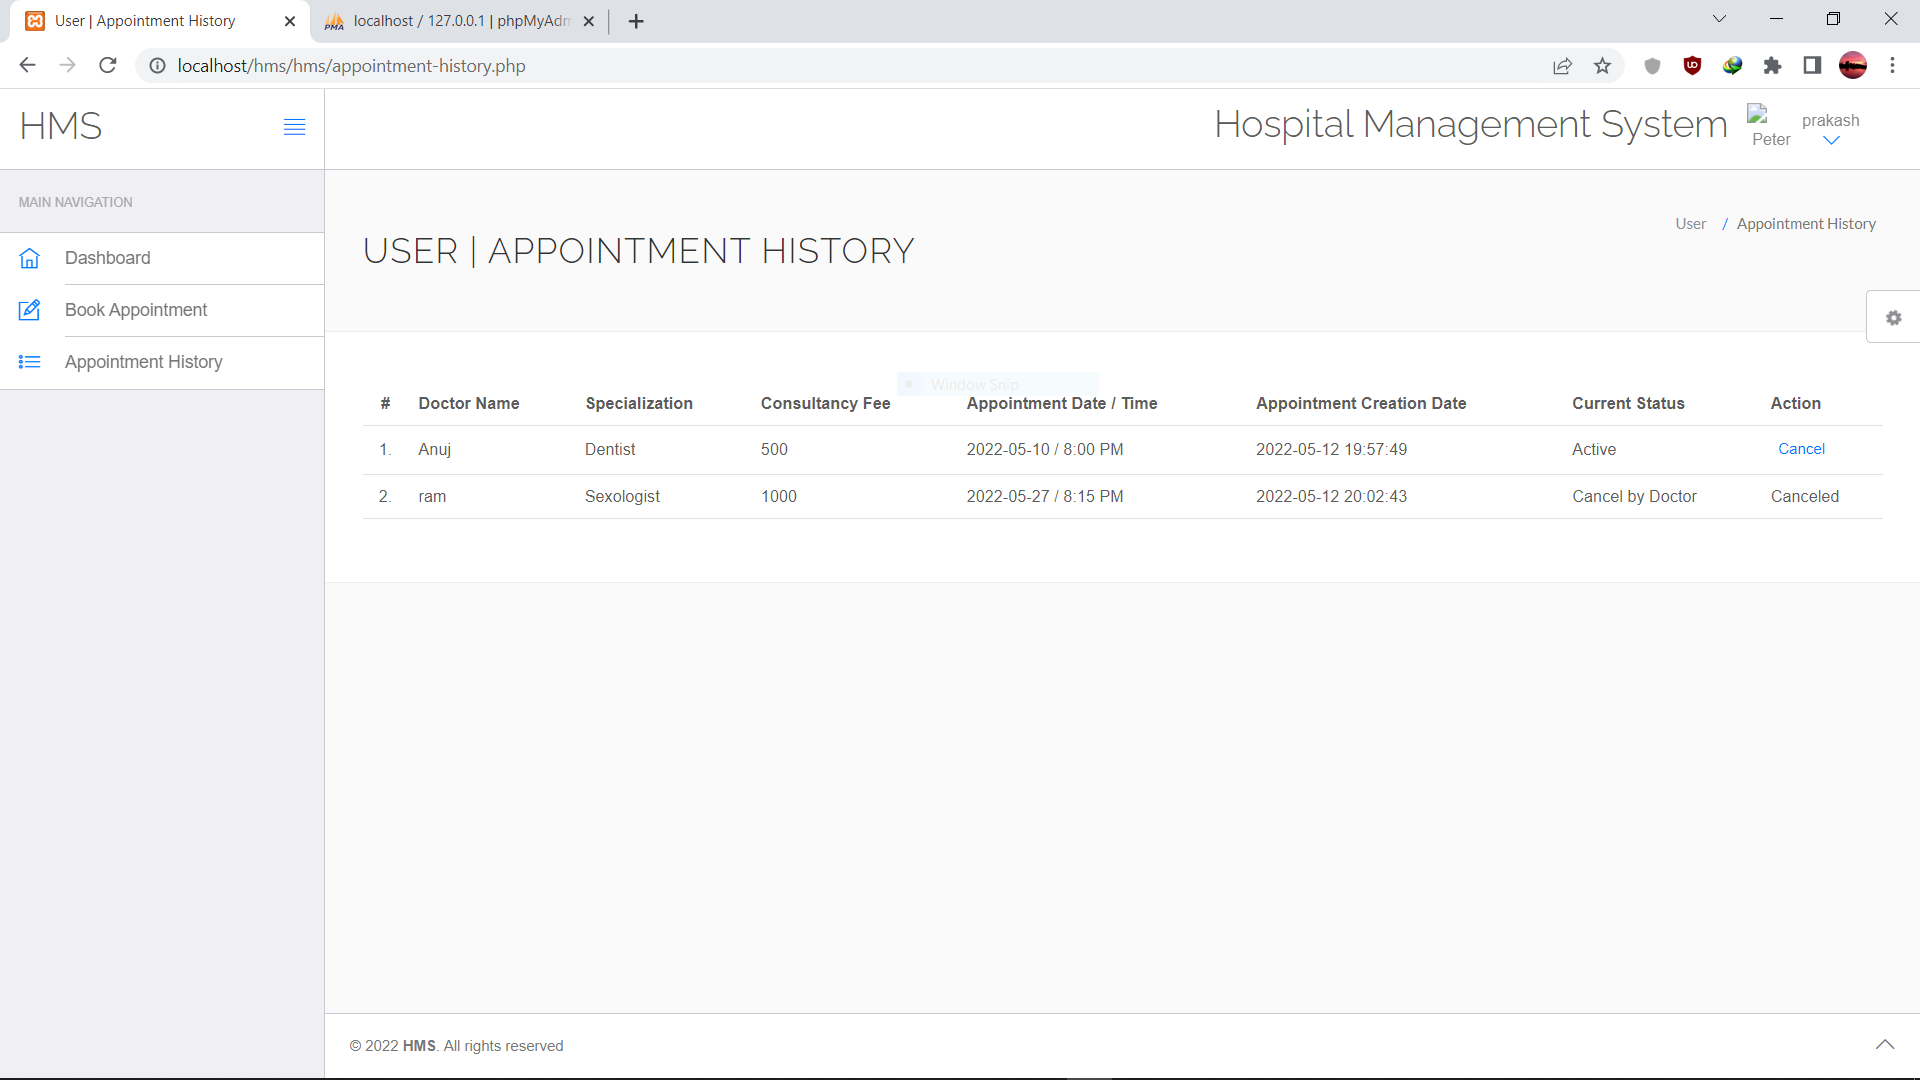 User | Appointment History
localhost / 127.0.0.1 | phpMyAdm
localhost/hms/hms/appointment-history.php
HMS
Hospital Management System
Peter
prakash
MAIN NAVIGATION
Dashboard
Book Appointment
Appointment History
USER | APPOINTMENT HISTORY
User / Appointment History
Window Snip
# Doctor Name Specialization Consultancy Fee Appointment Date / Time Appointment Creation Date Current Status Action
1. Anuj Dentist 500 2022-05-10 / 8:00 PM 2022-05-12 19:57:49 Active Cancel
2. ram Sexologist 1000 2022-05-27 / 8:15 PM 2022-05-12 20:02:43 Cancel by Doctor Canceled
© 2022 HMS. All rights reserved